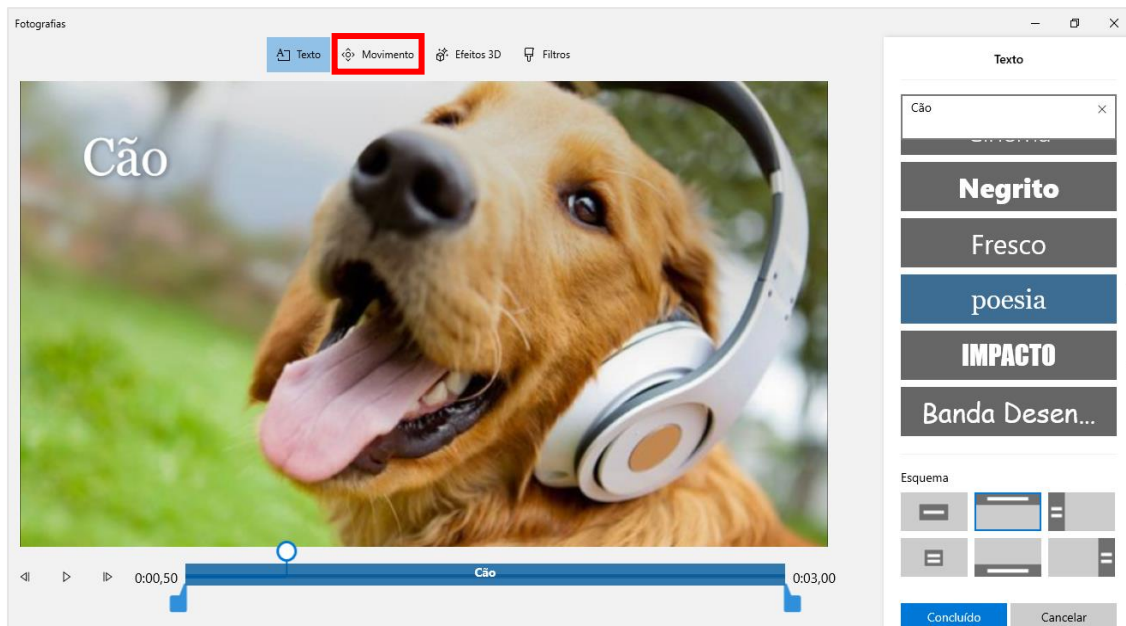 Fotografias
Texto
Movimento
Efeitos 3D
Filtros
Texto
Cão
Cão
Negrito
Fresco
poesia
IMPACTO
Banda Desen...
Esquema
0:00,50
Cão
0:03,00
Concluído
Cancelar